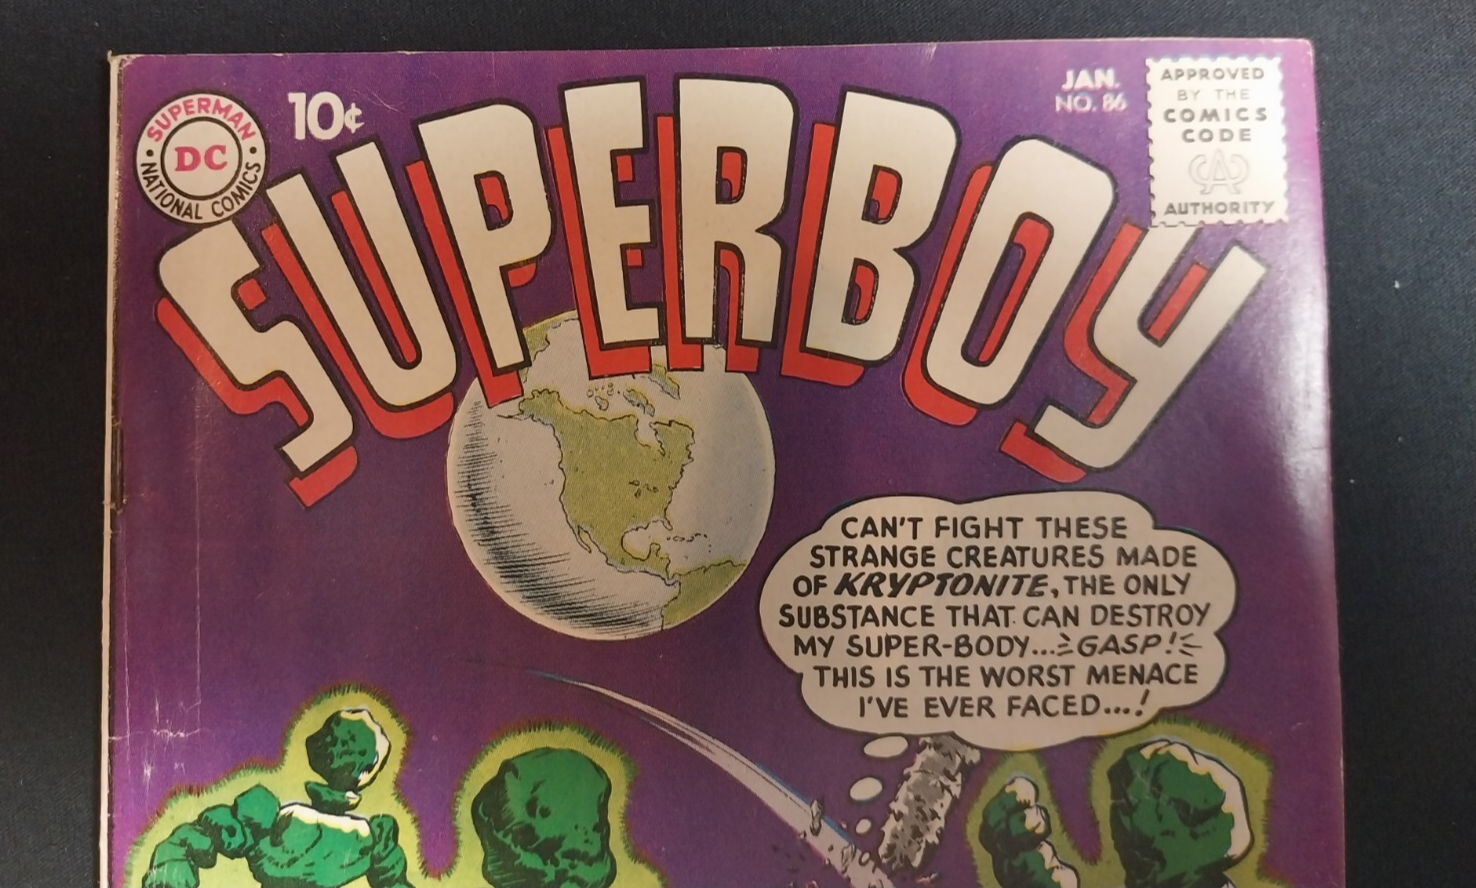 SUPERMAN
DC
NATIONAL COMICS
10¢
JAN.
NO. 86
APPROVED
BY THE
COMICS
CODE
CA
AUTHORITY
SUPERBOY
CAN'T FIGHT THESE
STRANGE CREATURES MADE
OF KRYPTONITE, THE ONLY
SUBSTANCE THAT CAN DESTROY
MY SUPER-BODY... GASP!
THIS IS THE WORST MENACE
I'VE EVER FACED...!